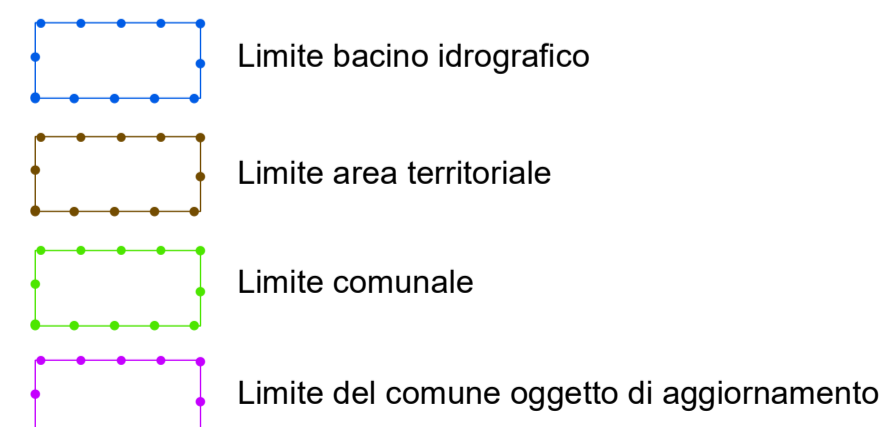 Limite bacino idrografico
Limite area territoriale
Limite comunale
Limite del comune oggetto di aggiornamento